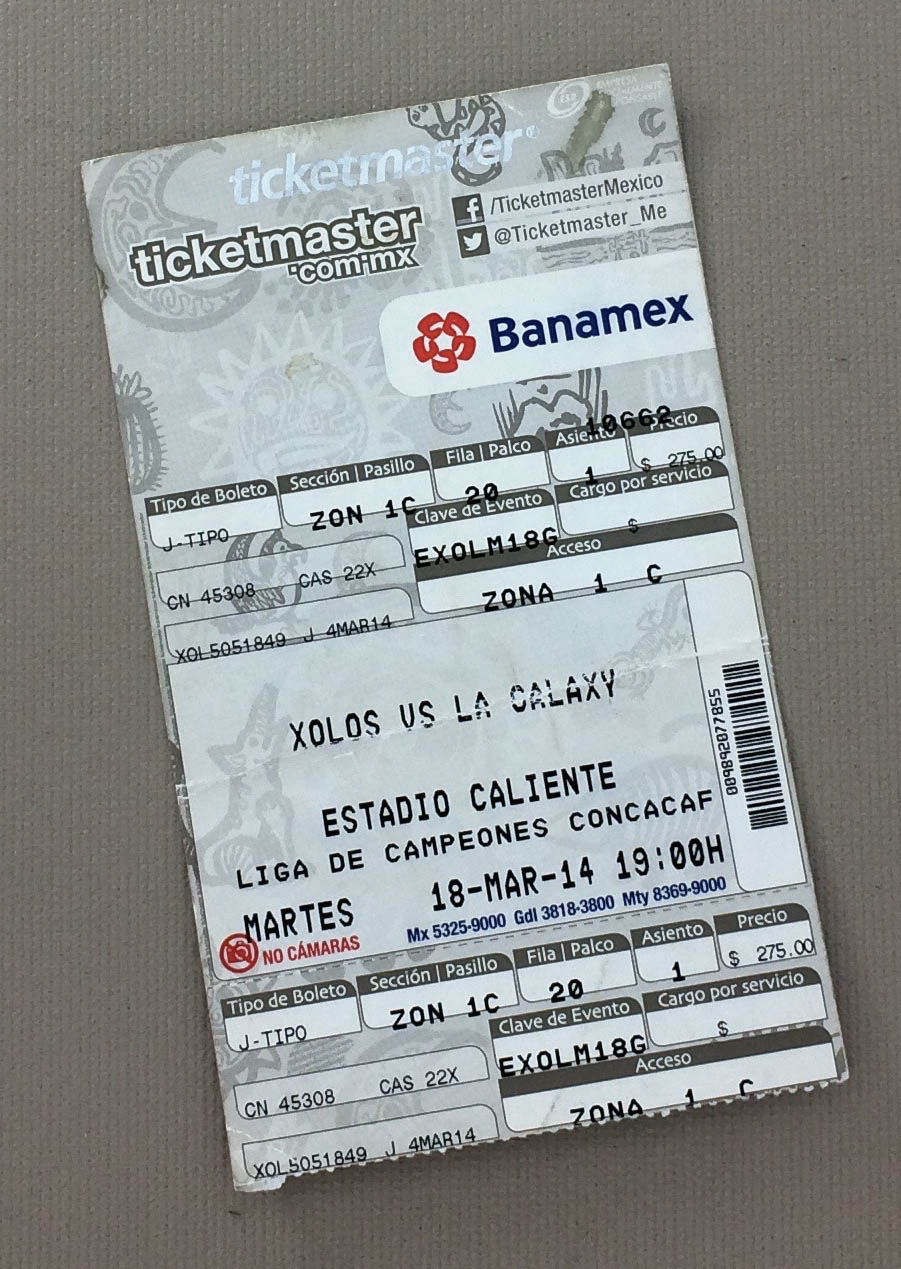 ESR EMPRESA SOCIALMENTE RESPONSABLE
ticketmaster®
ticketmaster
.com.mx
/TicketmasterMexico
@Ticketmaster_Me
Banamex
10662
Tipo de Boleto Sección | Pasillo Fila | Palco Asiento Precio
J-TIPO ZON 1C 20 1 $ 275.00
Clave de Evento Cargo por servicio
EXOLM18G $
CN 45308 CAS 22X
Acceso
ZONA 1 C
XOL5051849 J 4MAR14
XOLOS VS LA GALAXY
ESTADIO CALIENTE
LIGA DE CAMPEONES CONCACAF
MARTES 18-MAR-14 19:00H
NO CÁMARAS
Mx 5325-9000 Gdl 3818-3800 Mty 8369-9000
009892077855
Tipo de Boleto Sección | Pasillo Fila | Palco Asiento Precio
J-TIPO ZON 1C 20 1 $ 275.00
Clave de Evento Cargo por servicio
EXOLM18G $
CN 45308 CAS 22X
Acceso
ZONA 1 C
XOL5051849 J 4MAR14